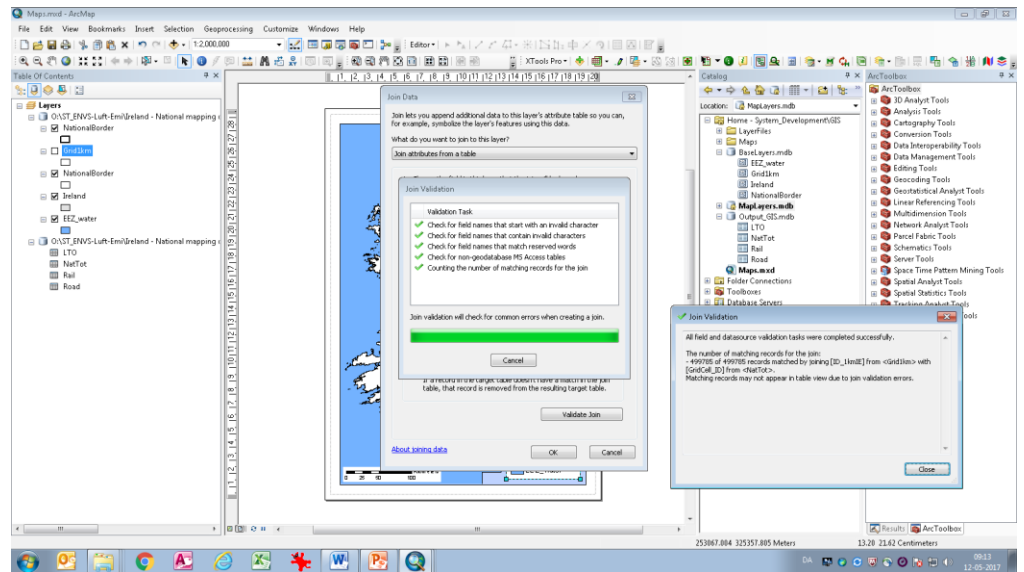 Maps.mxd - ArcMap
File Edit View Bookmarks Insert Selection Geoprocessing Customize Windows Help
1:2,000,000
Editor
XTools Pro
Table Of Contents
Layers
O:\ST_ENVS-Luft-Emi\Ireland - National mapping
NationalBorder
Grid1km
NationalBorder
Ireland
EEZ_water
O:\ST_ENVS-Luft-Emi\Ireland - National mapping
LTO
NatTot
Rail
Road
Join Data
Join lets you append additional data to this layer's attribute table so you can,
for example, symbolize the layer's features using this data.
What do you want to join to this layer?
Join attributes from a table
Join Validation
Validation Task
Check for field names that start with an invalid character
Check for field names that contain invalid characters
Check for field names that match reserved words
Check for non-geodatabase MS Access tables
Counting the number of matching records for the join
Join validation will check for common errors when creating a join.
Cancel
If a record in the target table doesn't have a match in the join
table, that record is removed from the resulting target table.
Validate Join
About joining data
OK Cancel
0 25 50 100
Catalog
Location: MapLayers.mdb
Home - System_Development\GIS
LayerFiles
Maps
BaseLayers.mdb
EEZ_water
Grid1km
Ireland
NationalBorder
MapLayers.mdb
Output_GIS.mdb
LTO
NatTot
Rail
Road
Maps.mxd
Folder Connections
Toolboxes
Database Servers
ArcToolbox
ArcToolbox
3D Analyst Tools
Analysis Tools
Cartography Tools
Conversion Tools
Data Interoperability Tools
Data Management Tools
Editing Tools
Geocoding Tools
Geostatistical Analyst Tools
Linear Referencing Tools
Multidimension Tools
Network Analyst Tools
Parcel Fabric Tools
Schematics Tools
Server Tools
Space Time Pattern Mining Tools
Spatial Analyst Tools
Spatial Statistics Tools
Tracking Analyst Tools
Join Validation
All field and datasource validation tasks were completed successfully.
The number of matching records for the join:
- 499785 of 499785 records matched by joining [ID_1kmIE] from <Grid1km> with
[GridCell_ID] from <NatTot>.
Matching records may not appear in table view due to join validation errors.
Close
Results ArcToolbox
253067.004 325357.805 Meters 13.20 21.62 Centimeters
DA
09:13
12-05-2017